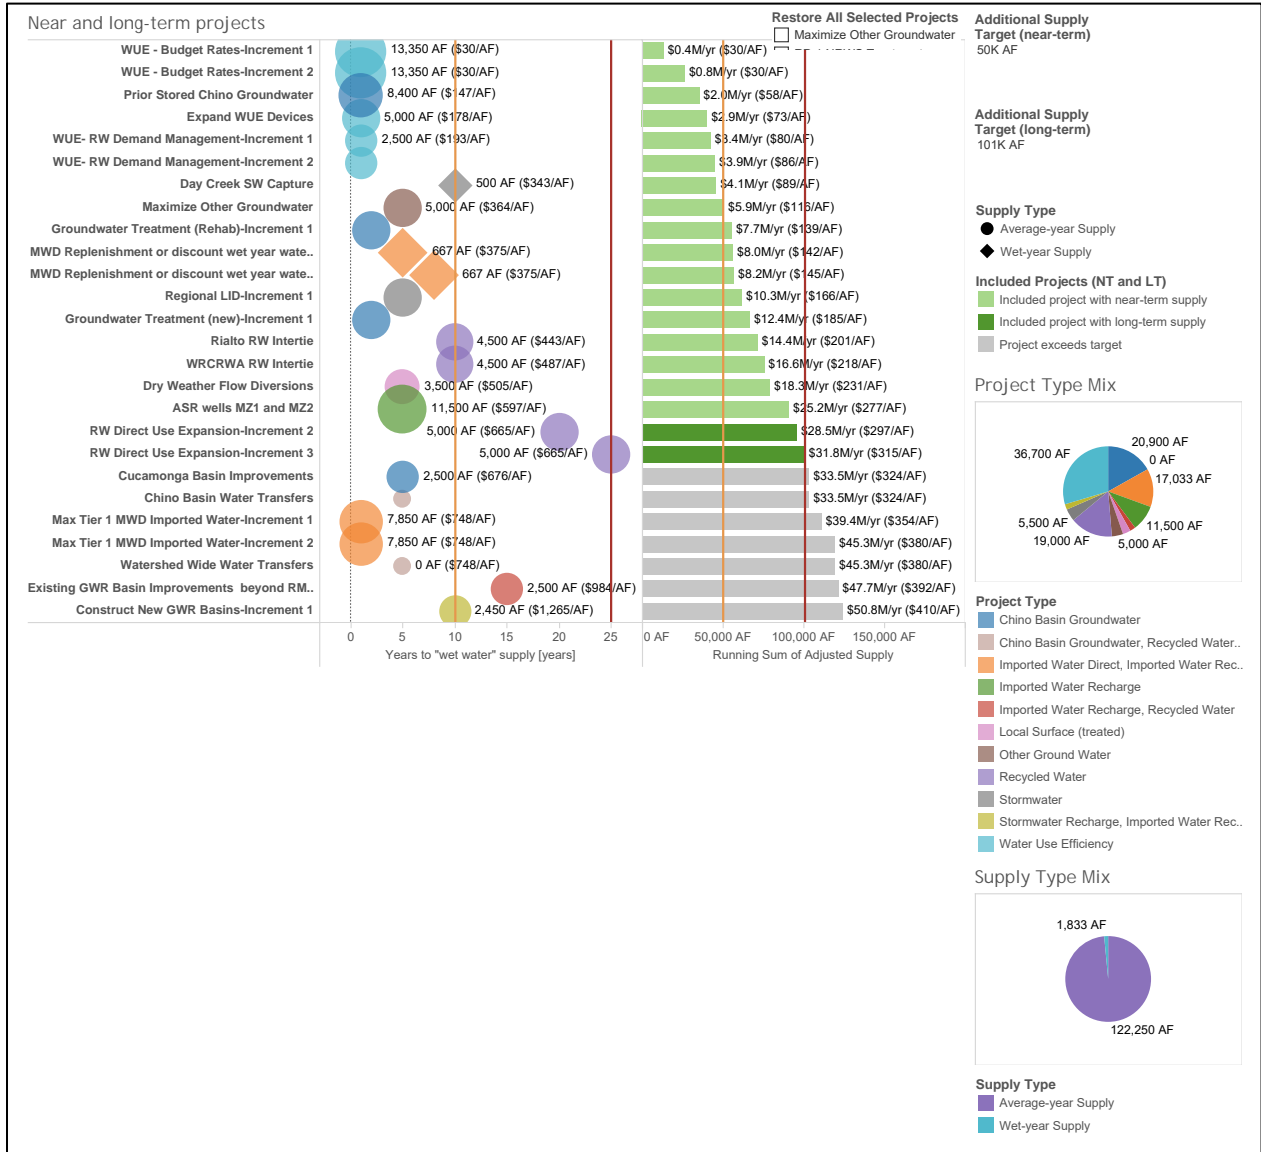 Near and long-term projects
Restore All Selected Projects
Maximize Other Groundwater
WUE - Budget Rates-Increment 1
13,350 AF ($30/AF)
$0.4M/yr ($30/AF)
WUE - Budget Rates-Increment 2
13,350 AF ($30/AF)
$0.8M/yr ($30/AF)
Prior Stored Chino Groundwater
8,400 AF ($147/AF)
$2.0M/yr ($58/AF)
Expand WUE Devices
5,000 AF ($178/AF)
$2.9M/yr ($73/AF)
WUE- RW Demand Management-Increment 1
2,500 AF ($193/AF)
$3.4M/yr ($80/AF)
WUE- RW Demand Management-Increment 2
$3.9M/yr ($86/AF)
Day Creek SW Capture
500 AF ($343/AF)
$4.1M/yr ($89/AF)
Maximize Other Groundwater
5,000 AF ($364/AF)
$5.9M/yr ($116/AF)
Groundwater Treatment (Rehab)-Increment 1
$7.7M/yr ($139/AF)
MWD Replenishment or discount wet year wate..
667 AF ($375/AF)
$8.0M/yr ($142/AF)
MWD Replenishment or discount wet year wate..
667 AF ($375/AF)
$8.2M/yr ($145/AF)
Regional LID-Increment 1
$10.3M/yr ($166/AF)
Groundwater Treatment (new)-Increment 1
$12.4M/yr ($185/AF)
Rialto RW Intertie
4,500 AF ($443/AF)
$14.4M/yr ($201/AF)
WRCRWA RW Intertie
4,500 AF ($487/AF)
$16.6M/yr ($218/AF)
Dry Weather Flow Diversions
3,500 AF ($505/AF)
$18.3M/yr ($231/AF)
ASR wells MZ1 and MZ2
11,500 AF ($597/AF)
$25.2M/yr ($277/AF)
RW Direct Use Expansion-Increment 2
5,000 AF ($665/AF)
$28.5M/yr ($297/AF)
RW Direct Use Expansion-Increment 3
5,000 AF ($665/AF)
$31.8M/yr ($315/AF)
Cucamonga Basin Improvements
2,500 AF ($676/AF)
$33.5M/yr ($324/AF)
Chino Basin Water Transfers
$33.5M/yr ($324/AF)
Max Tier 1 MWD Imported Water-Increment 1
7,850 AF ($748/AF)
$39.4M/yr ($354/AF)
Max Tier 1 MWD Imported Water-Increment 2
7,850 AF ($748/AF)
$45.3M/yr ($380/AF)
Watershed Wide Water Transfers
0 AF ($748/AF)
$45.3M/yr ($380/AF)
Existing GWR Basin Improvements  beyond RM..
2,500 AF ($984/AF)
$47.7M/yr ($392/AF)
Construct New GWR Basins-Increment 1
2,450 AF ($1,265/AF)
$50.8M/yr ($410/AF)
0 5 10 15 20 25
Years to "wet water" supply [years]
0 AF 50,000 AF 100,000 AF 150,000 AF
Running Sum of Adjusted Supply
Additional Supply
Target (near-term)
50K AF
Additional Supply
Target (long-term)
101K AF
Supply Type
Average-year Supply
Wet-year Supply
Included Projects (NT and LT)
Included project with near-term supply
Included project with long-term supply
Project exceeds target
Project Type Mix
36,700 AF
20,900 AF
0 AF
17,033 AF
11,500 AF
5,000 AF
19,000 AF
5,500 AF
Project Type
Chino Basin Groundwater
Chino Basin Groundwater, Recycled Water..
Imported Water Direct, Imported Water Rec..
Imported Water Recharge
Imported Water Recharge, Recycled Water
Local Surface (treated)
Other Ground Water
Recycled Water
Stormwater
Stormwater Recharge, Imported Water Rec..
Water Use Efficiency
Supply Type Mix
1,833 AF
122,250 AF
Supply Type
Average-year Supply
Wet-year Supply